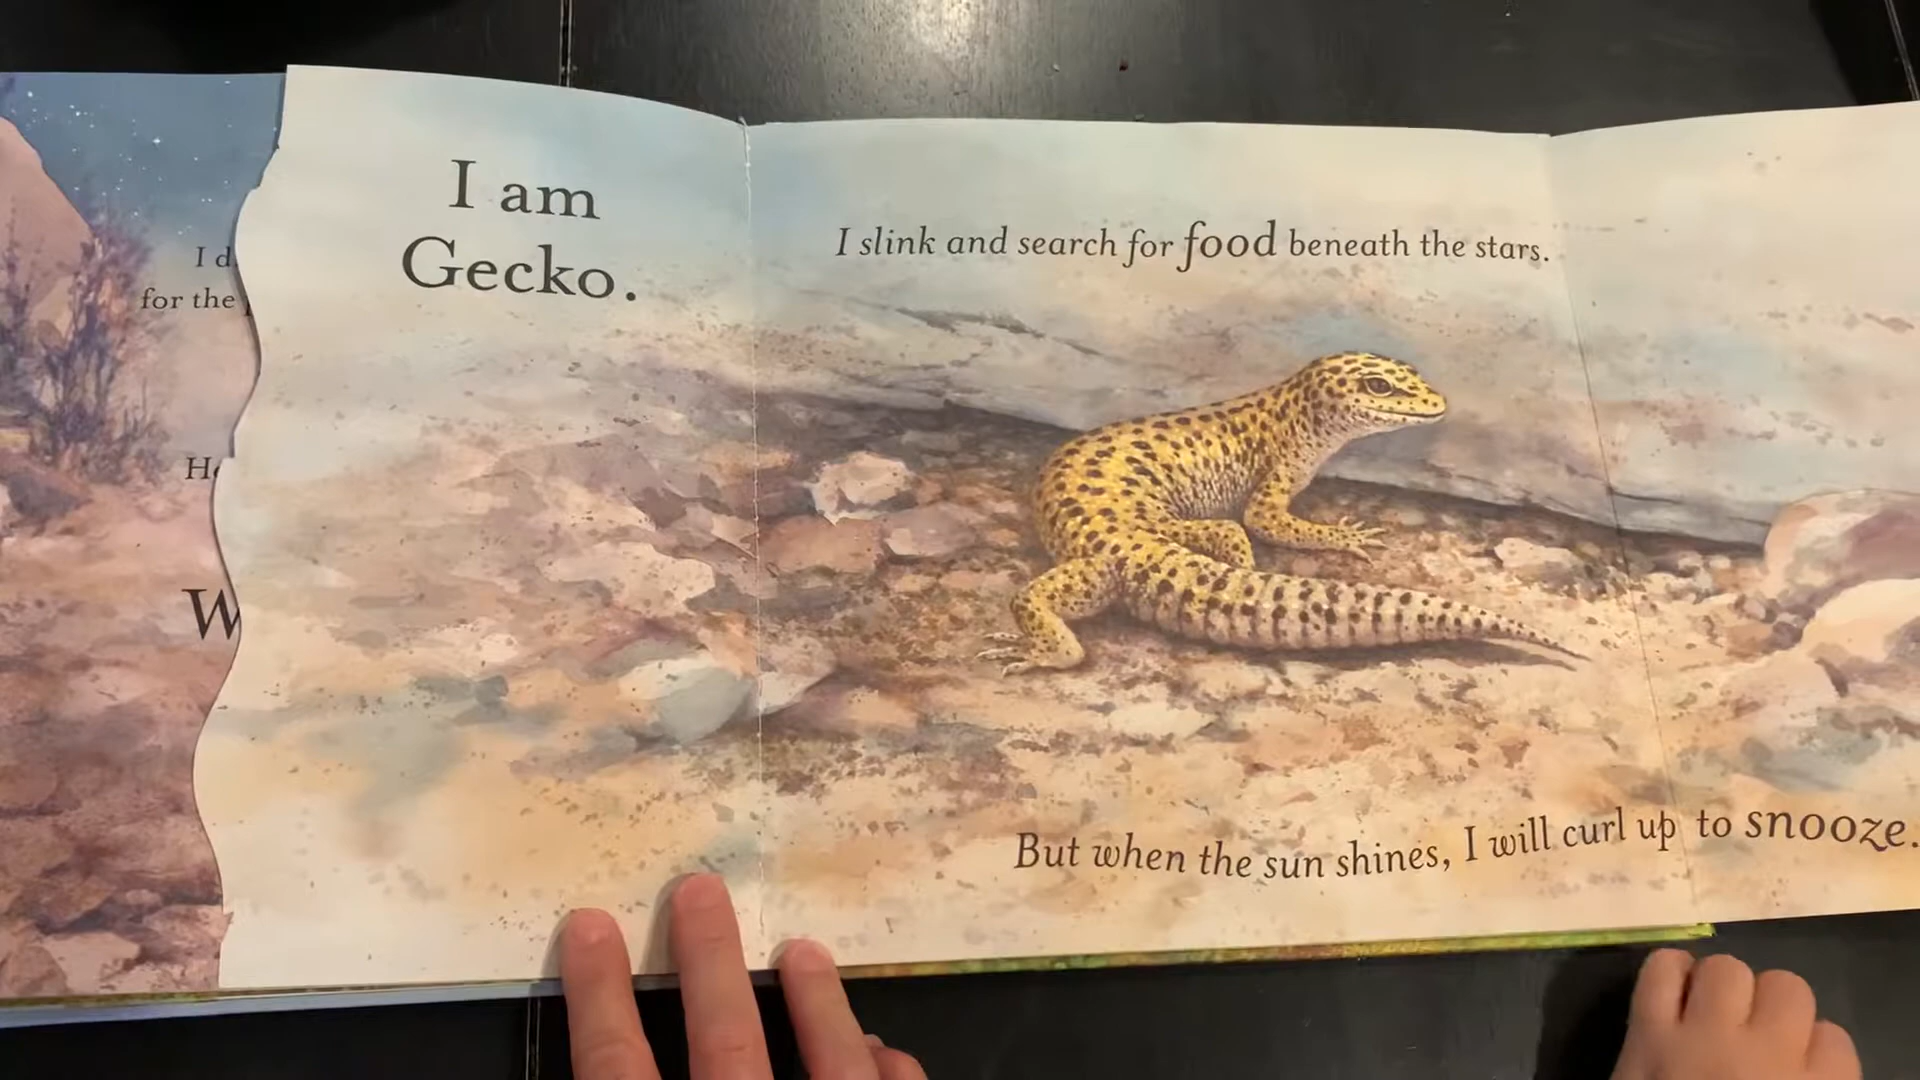 I d
for the
W
I am
Gecko.
I slink and search for food beneath the stars.
But when the sun shines, I will curl up to snooze.